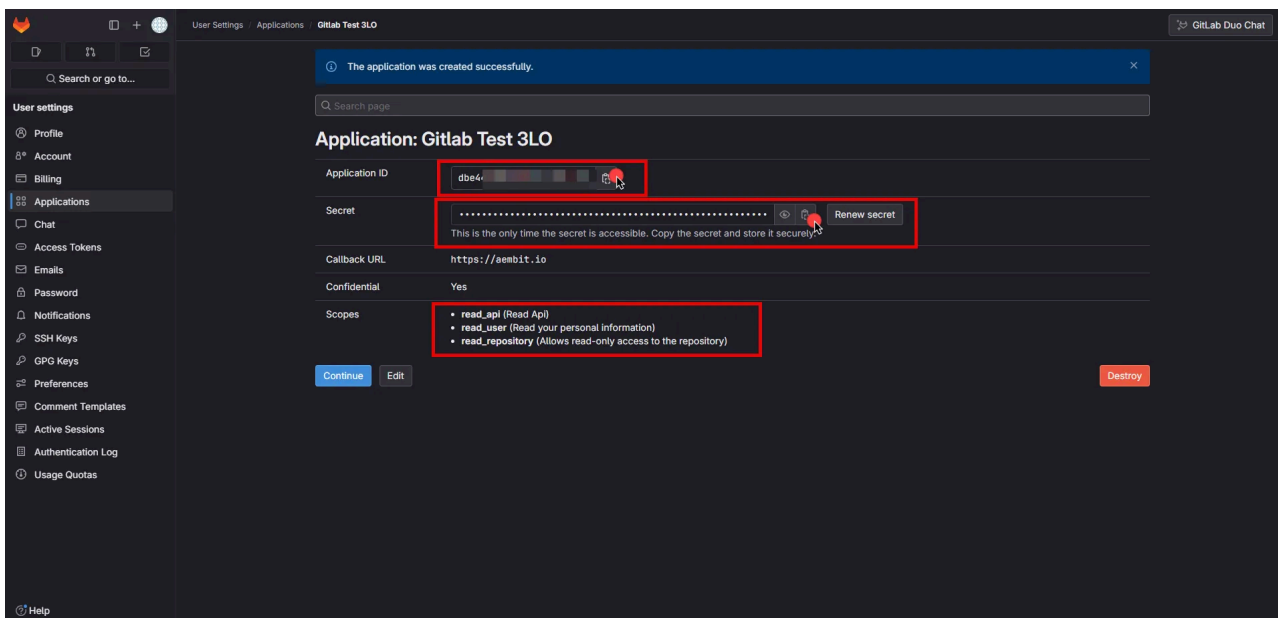 User Settings / Applications / Gitlab Test 3LO
GitLab Duo Chat
Search or go to...
User settings
Profile
Account
Billing
Applications
Chat
Access Tokens
Emails
Password
Notifications
SSH Keys
GPG Keys
Preferences
Comment Templates
Active Sessions
Authentication Log
Usage Quotas
Help
The application was created successfully.
Search page
Application: Gitlab Test 3LO
Application ID
dbe4
Secret
Renew secret
This is the only time the secret is accessible. Copy the secret and store it securely.
Callback URL https://aembit.io
Confidential Yes
Scopes
• read_api (Read Api)
• read_user (Read your personal information)
• read_repository (Allows read-only access to the repository)
Continue Edit Destroy